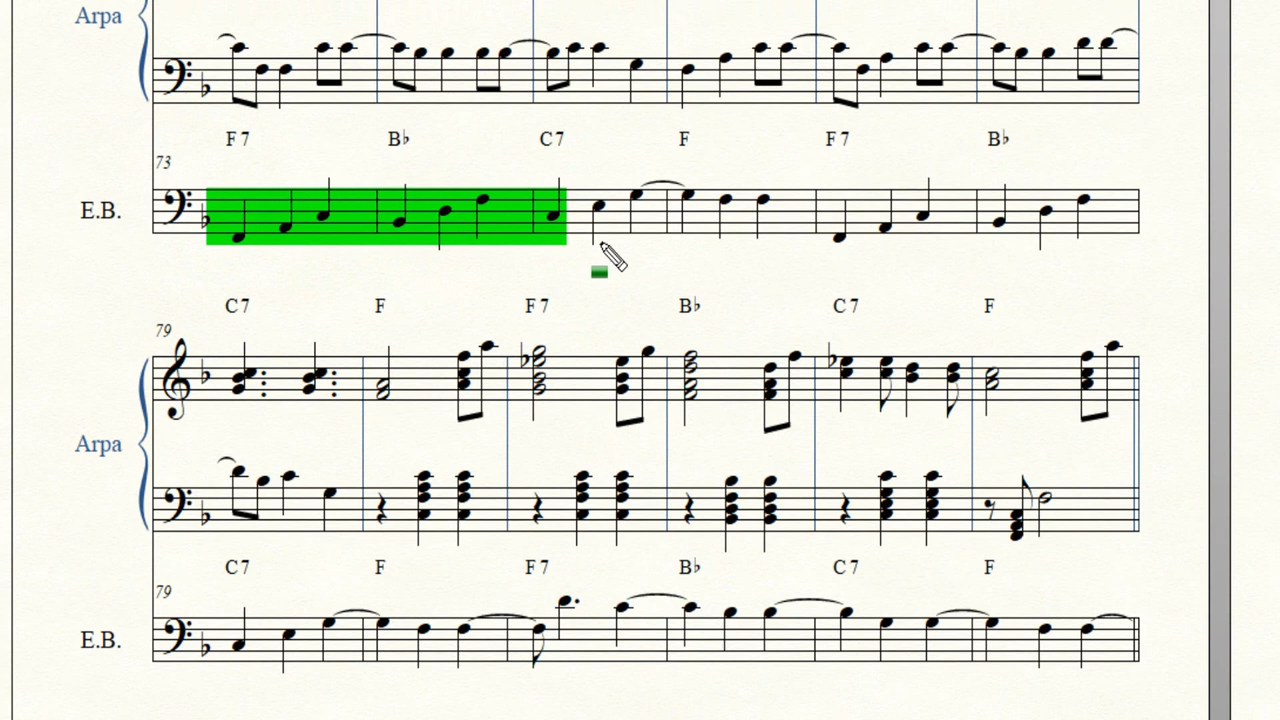 Arpa
F7 B♭ C7 F F7 B♭
73
E.B.
C7 F F7 B♭ C7 F
79
Arpa
C7 F F7 B♭ C7 F
79
E.B.